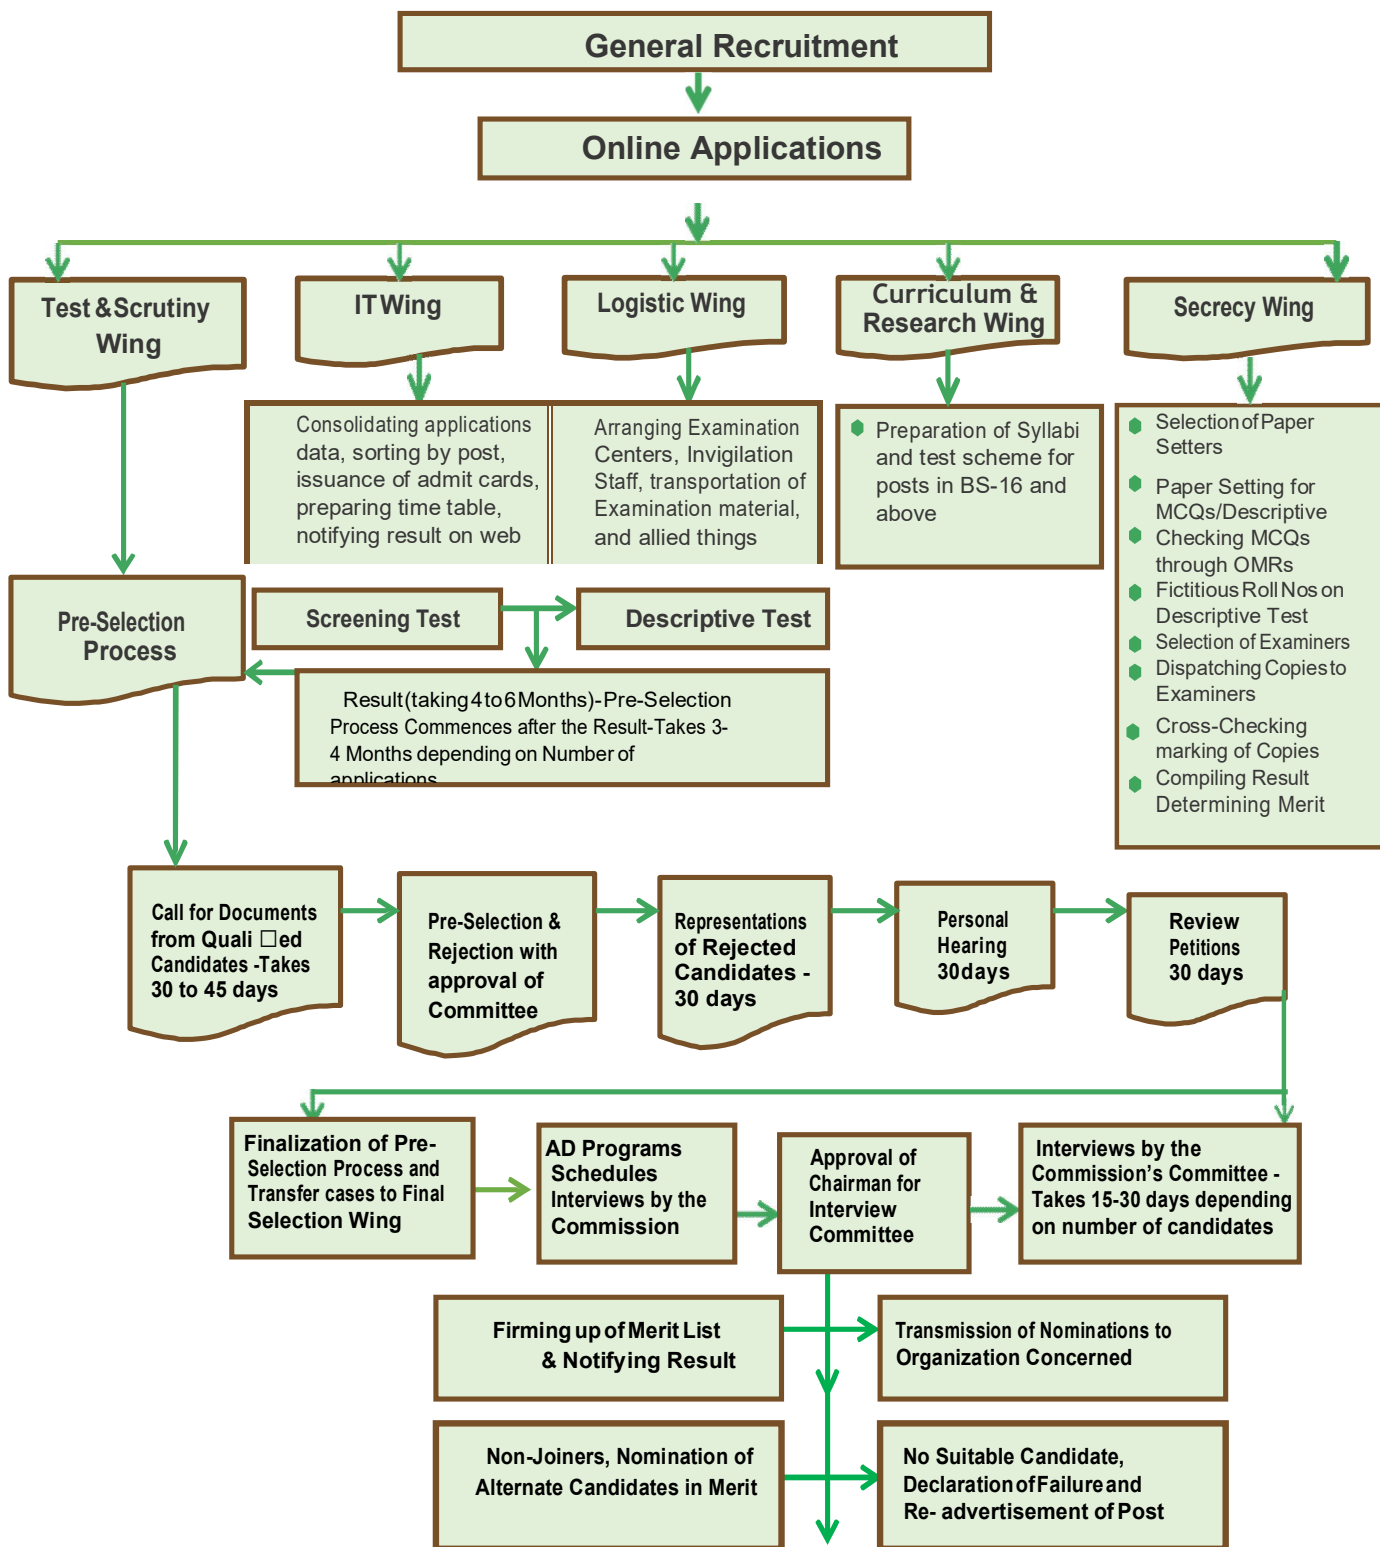 General Recruitment
Online Applications
Test & Scrutiny
Wing
IT Wing
Logistic Wing
Curriculum &
Research Wing
Secrecy Wing
Consolidating applications
data, sorting by post,
issuance of admit cards,
preparing time table,
notifying result on web
Arranging Examination
Centers, Invigilation
Staff, transportation of
Examination material,
and allied things
Preparation of Syllabi
and test scheme for
posts in BS-16 and
above
Selection of Paper
Setters
Paper Setting for
MCQs/Descriptive
Checking MCQs
through OMRs
Fictitious Roll Nos on
Descriptive Test
Selection of Examiners
Dispatching Copies to
Examiners
Cross-Checking
marking of Copies
Compiling Result
Determining Merit
Pre-Selection
Process
Screening Test
Descriptive Test
Result (taking 4 to 6 Months)-Pre-Selection
Process Commences after the Result-Takes 3-
4 Months depending on Number of
applications
Call for Documents
from Quali□ed
Candidates -Takes
30 to 45 days
Pre-Selection &
Rejection with
approval of
Committee
Representations
of Rejected
Candidates -
30 days
Personal
Hearing
30 days
Review
Petitions
30 days
Finalization of Pre-
Selection Process and
Transfer cases to Final
Selection Wing
AD Programs
Schedules
Interviews by the
Commission
Approval of
Chairman for
Interview
Committee
Interviews by the
Commission's Committee -
Takes 15-30 days depending
on number of candidates
Firming up of Merit List
& Notifying Result
Transmission of Nominations to
Organization Concerned
Non-Joiners, Nomination of
Alternate Candidates in Merit
No Suitable Candidate,
Declaration of Failure and
Re- advertisement of Post